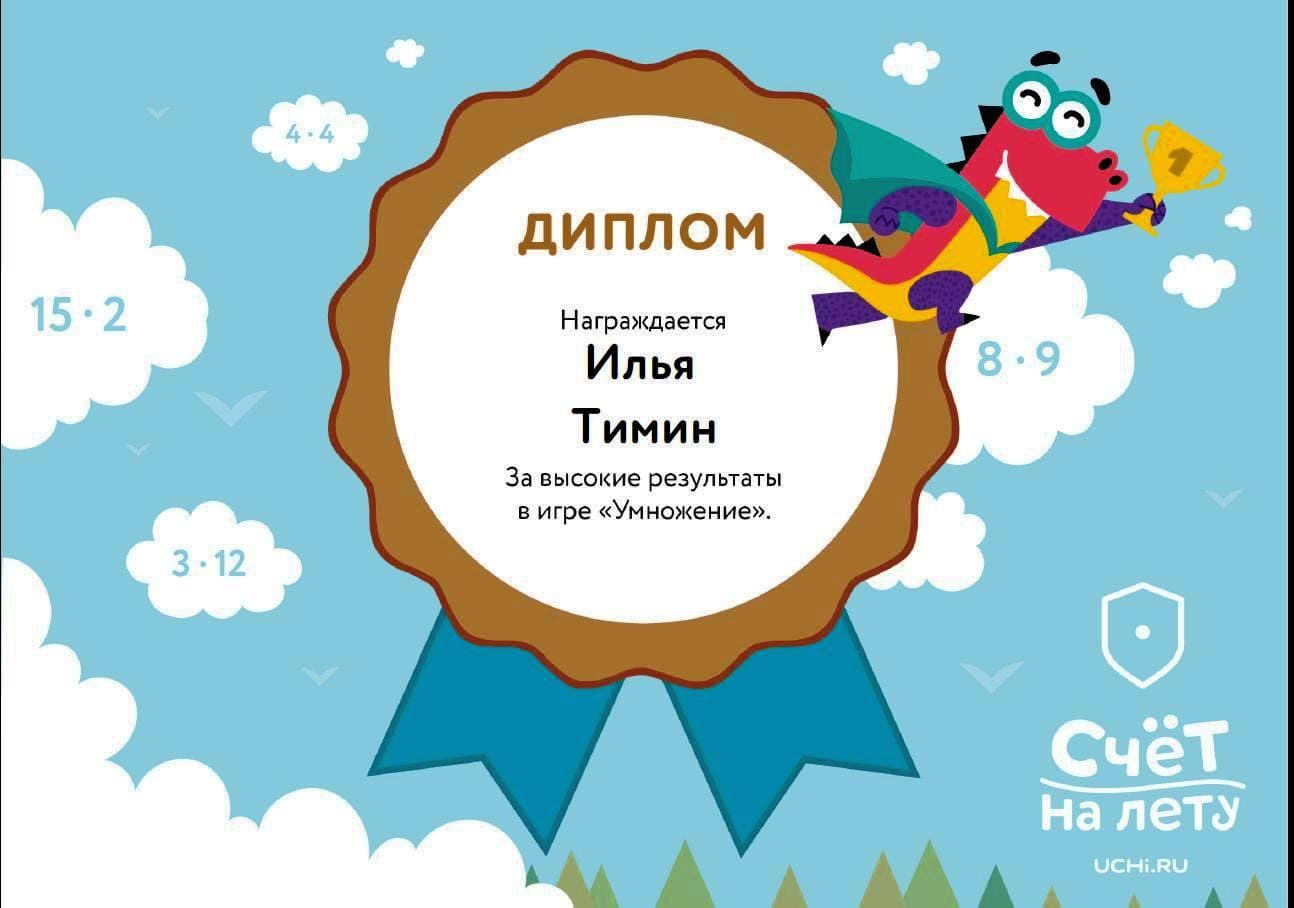 4·4
ДИПЛОМ
1
15·2
Награждается
Илья
8·9
Тимин
За высокие результаты
в игре «Умножение».
3·12
Счёт
на лету
UCHi.RU